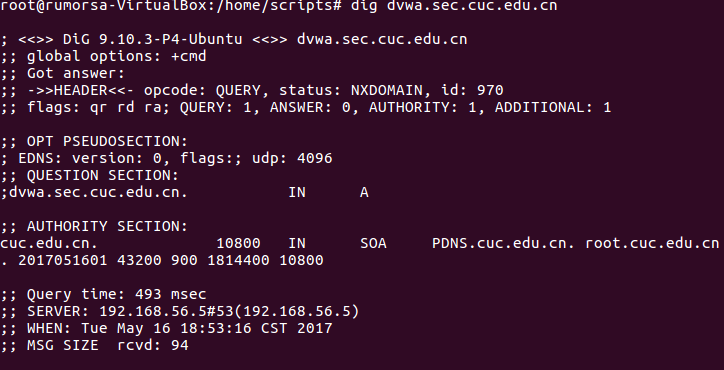 root@rumorsa-VirtualBox:/home/scripts# dig dvwa.sec.cuc.edu.cn
; <<>> DiG 9.10.3-P4-Ubuntu <<>> dvwa.sec.cuc.edu.cn
;; global options: +cmd
;; Got answer:
;; ->>HEADER<<- opcode: QUERY, status: NXDOMAIN, id: 970
;; flags: qr rd ra; QUERY: 1, ANSWER: 0, AUTHORITY: 1, ADDITIONAL: 1
;; OPT PSEUDOSECTION:
; EDNS: version: 0, flags:; udp: 4096
;; QUESTION SECTION:
;dvwa.sec.cuc.edu.cn. IN A
;; AUTHORITY SECTION:
cuc.edu.cn. 10800 IN SOA PDNS.cuc.edu.cn. root.cuc.edu.cn
. 2017051601 43200 900 1814400 10800
;; Query time: 493 msec
;; SERVER: 192.168.56.5#53(192.168.56.5)
;; WHEN: Tue May 16 18:53:16 CST 2017
;; MSG SIZE rcvd: 94